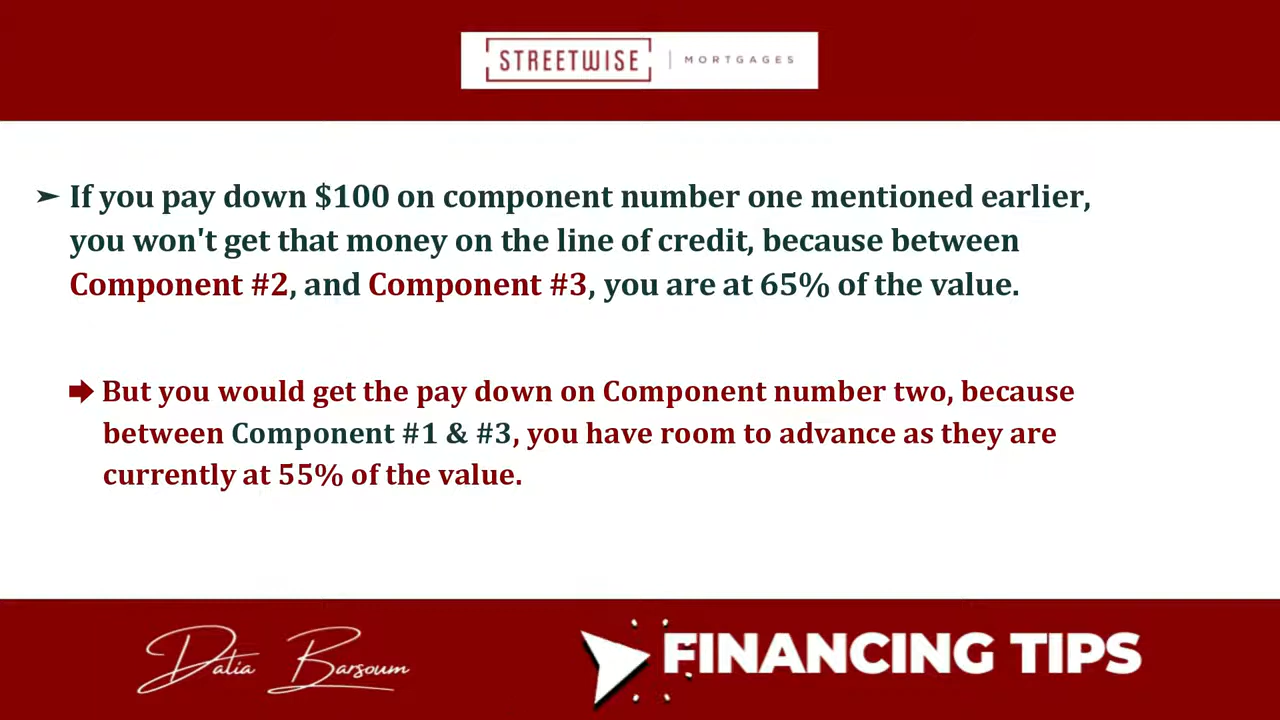 STREETWISE | MORTGAGES
➢ If you pay down $100 on component number one mentioned earlier,
you won't get that money on the line of credit, because between
Component #2, and Component #3, you are at 65% of the value.
➡ But you would get the pay down on Component number two, because
between Component #1 & #3, you have room to advance as they are
currently at 55% of the value.
Dalia Barsoum
FINANCING TIPS